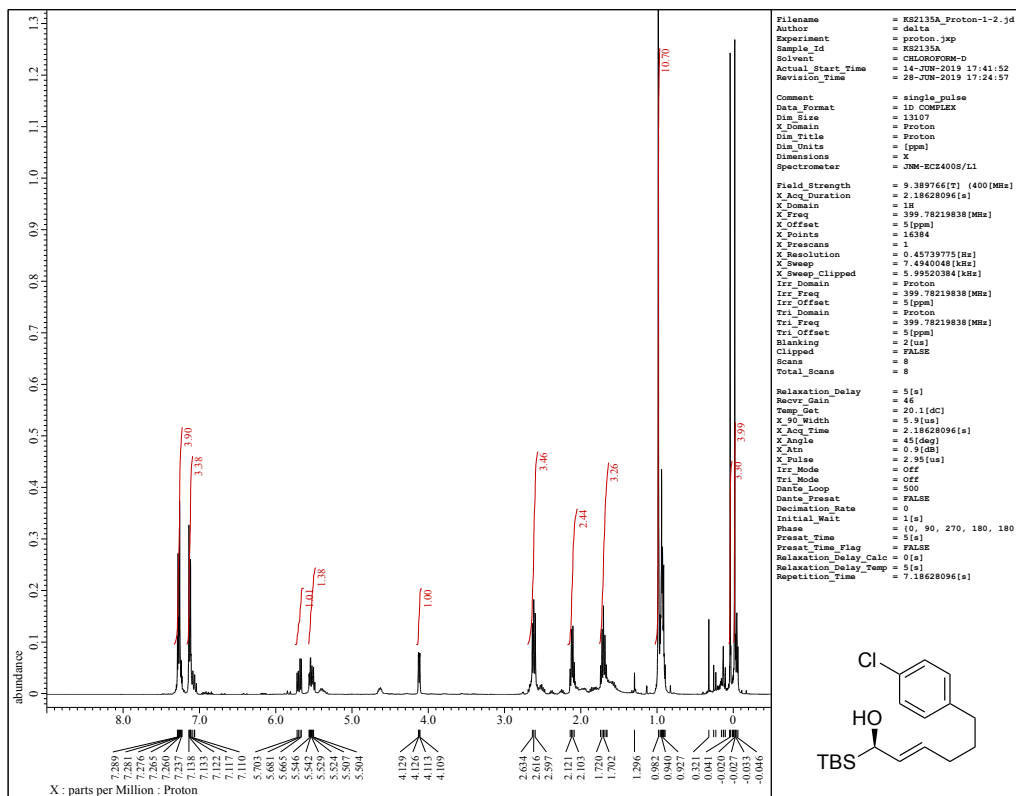 1.3
1.2
1.1
1.0
0.9
0.8
0.7
0.6
0.5
0.4
0.3
0.2
0.1
0
abundance
3.90
3.38
1.01
1.38
1.00
3.46
2.44
3.26
10.70
3.30
3.99
8.0 7.0 6.0 5.0 4.0 3.0 2.0 1.0 0
7.289
7.281
7.276
7.265
7.260
7.237
7.138
7.133
7.122
7.117
7.110
5.703
5.681
5.665
5.546
5.542
5.529
5.524
5.507
5.504
4.129
4.126
4.113
4.109
2.634
2.616
2.597
2.121
2.103
1.720
1.702
1.296
0.982
0.940
0.927
0.321
0.041
-0.020
-0.027
-0.033
-0.046
X : parts per Million : Proton
Filename = KS2135A_Proton-1-2.jd
Author = delta
Experiment = proton.jxp
Sample_Id = KS2135A
Solvent = CHLOROFORM-D
Actual_Start_Time = 14-JUN-2019 17:41:52
Revision_Time = 28-JUN-2019 17:24:57
Comment = single_pulse
Data_Format = 1D COMPLEX
Dim_Size = 13107
X_Domain = Proton
Dim_Title = Proton
Dim_Units = [ppm]
Dimensions = X
Spectrometer = JNM-ECZ400S/L1
Field_Strength = 9.389766[T] (400[MHz]
X_Acq_Duration = 2.18628096[s]
X_Domain = 1H
X_Freq = 399.78219838[MHz]
X_Offset = 5[ppm]
X_Points = 16384
X_Prescans = 1
X_Resolution = 0.45739775[Hz]
X_Sweep = 7.4940048[kHz]
X_Sweep_Clipped = 5.99520384[kHz]
Irr_Domain = Proton
Irr_Freq = 399.78219838[MHz]
Irr_Offset = 5[ppm]
Tri_Domain = Proton
Tri_Freq = 399.78219838[MHz]
Tri_Offset = 5[ppm]
Blanking = 2[us]
Clipped = FALSE
Scans = 8
Total_Scans = 8
Relaxation_Delay = 5[s]
Recvr_Gain = 46
Temp_Get = 20.1[dC]
X_90_Width = 5.9[us]
X_Acq_Time = 2.18628096[s]
X_Angle = 45[deg]
X_Atn = 0.9[dB]
X_Pulse = 2.95[us]
Irr_Mode = Off
Tri_Mode = Off
Dante_Loop = 500
Dante_Presat = FALSE
Decimation_Rate = 0
Initial_Wait = 1[s]
Phase = {0, 90, 270, 180, 180
Presat_Time = 5[s]
Presat_Time_Flag = FALSE
Relaxation_Delay_Calc = 0[s]
Relaxation_Delay_Temp = 5[s]
Repetition_Time = 7.18628096[s]
Cl
HO
TBS